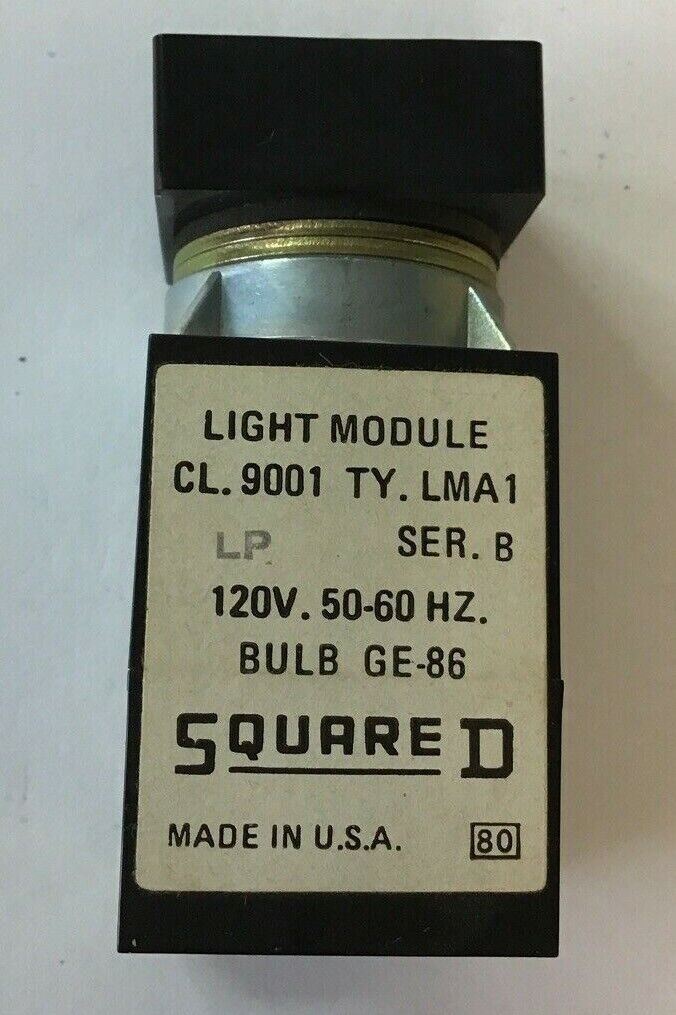 LIGHT MODULE
CL. 9001 TY. LMA1
LP SER. B
120V. 50-60 HZ.
BULB GE-86
SQUARE D
MADE IN U.S.A. 80